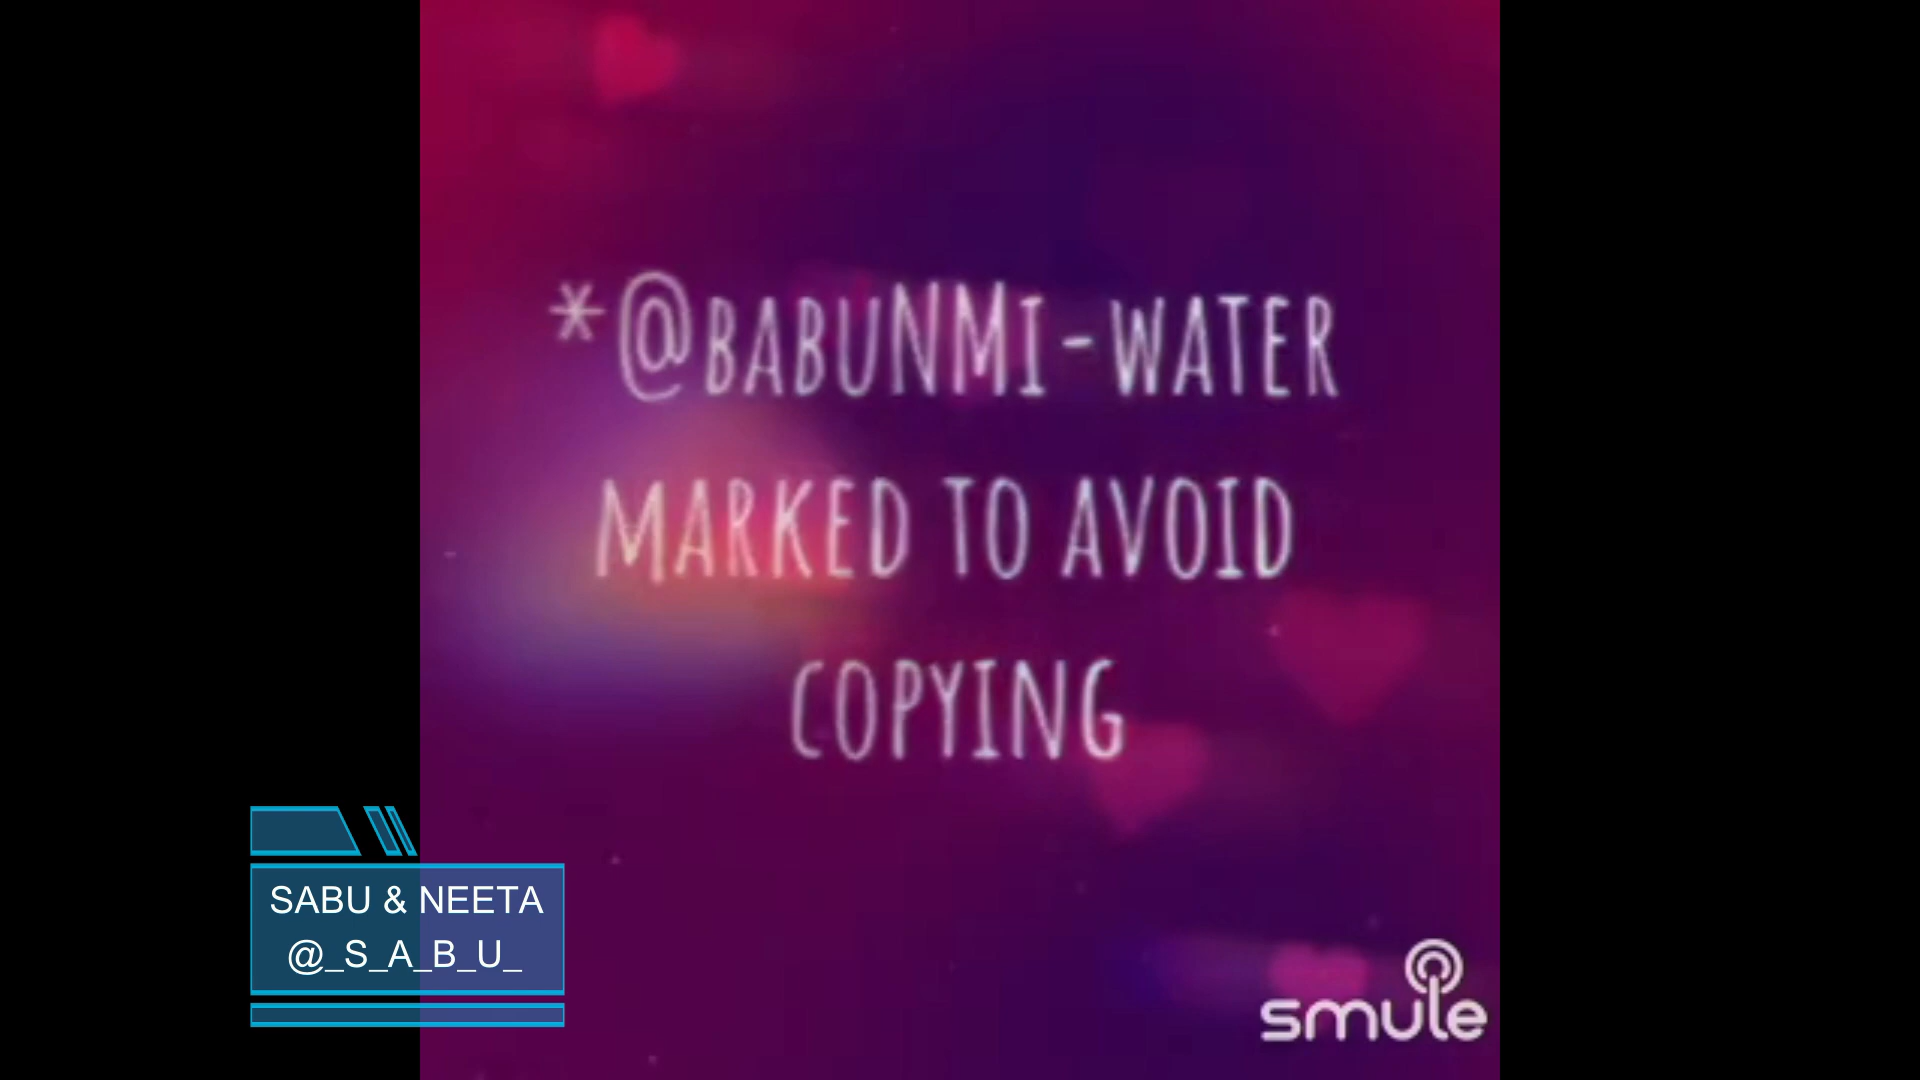 *@BABUNMI-WATER
MARKED TO AVOID
COPYING
SABU & NEETA
@_S_A_B_U_
smule